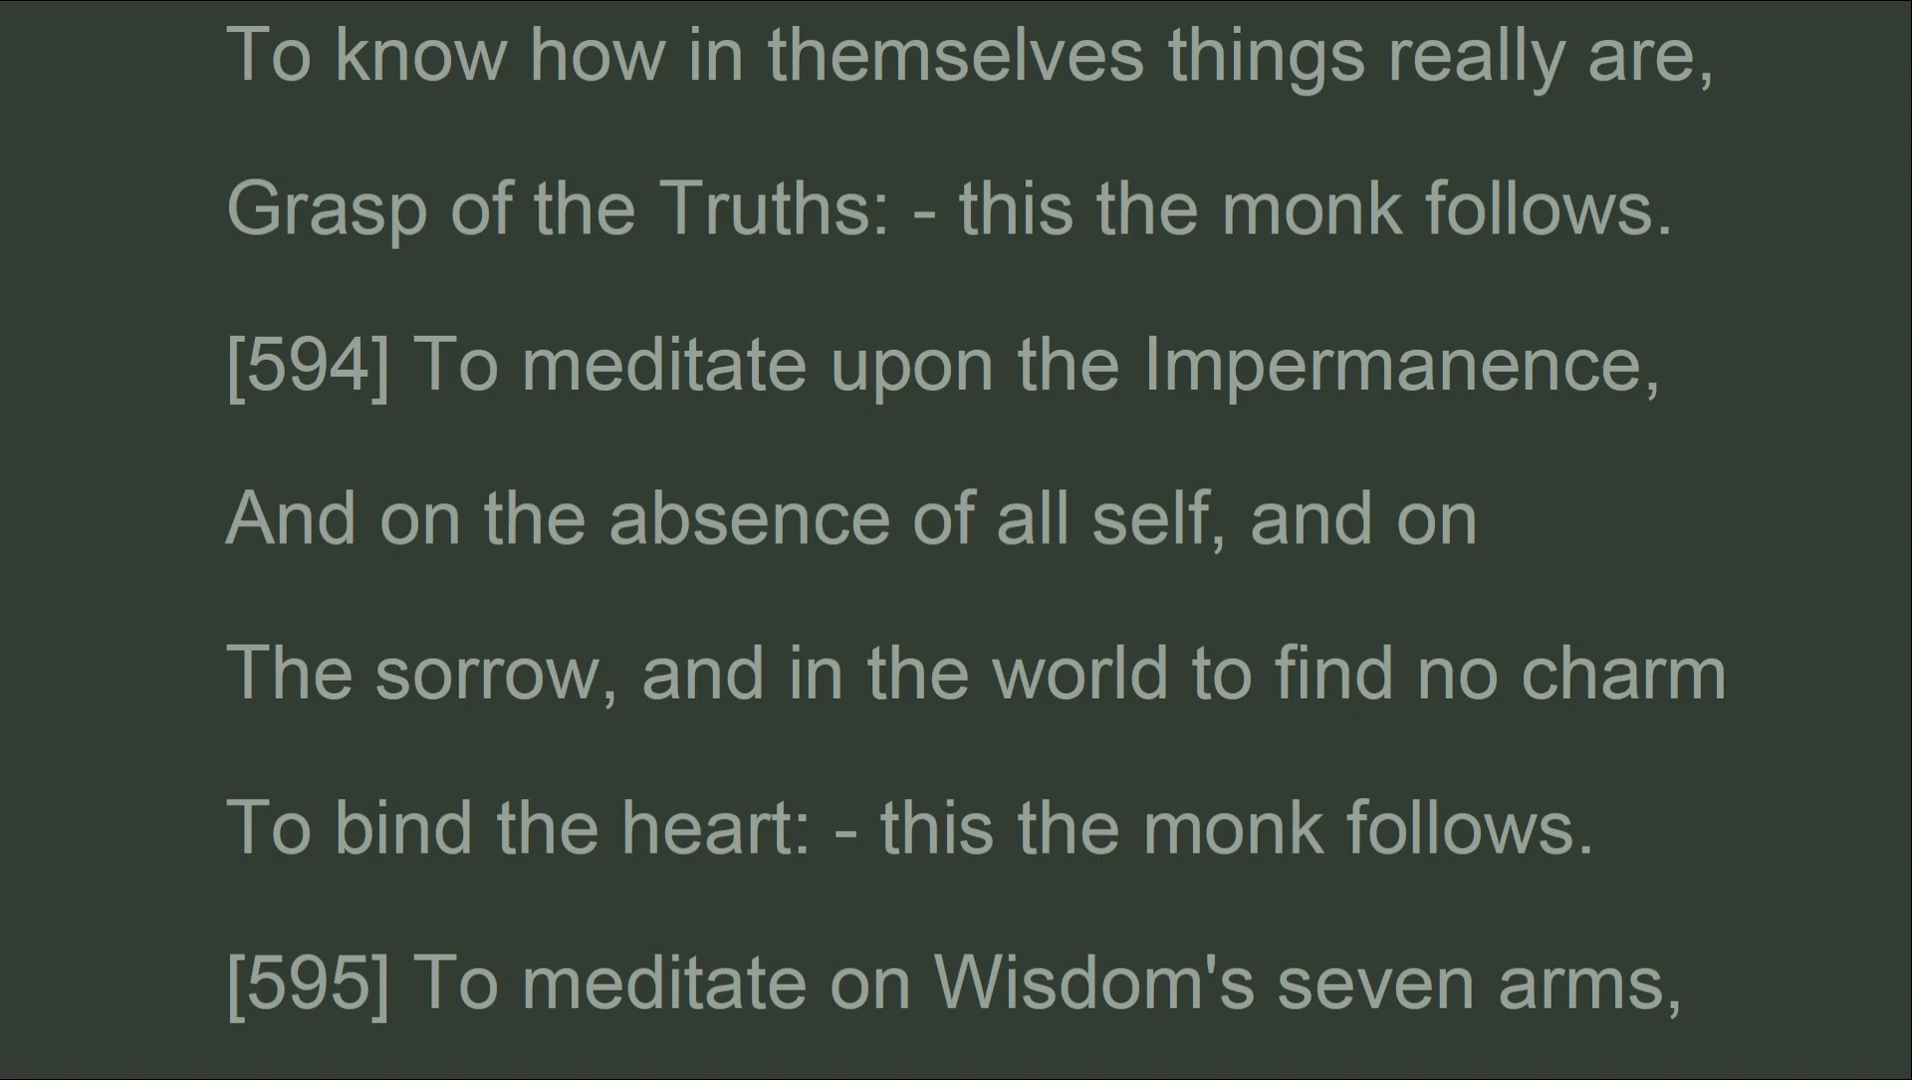 To know how in themselves things really are,
Grasp of the Truths: - this the monk follows.
[594] To meditate upon the Impermanence,
And on the absence of all self, and on
The sorrow, and in the world to find no charm
To bind the heart: - this the monk follows.
[595] To meditate on Wisdom's seven arms,